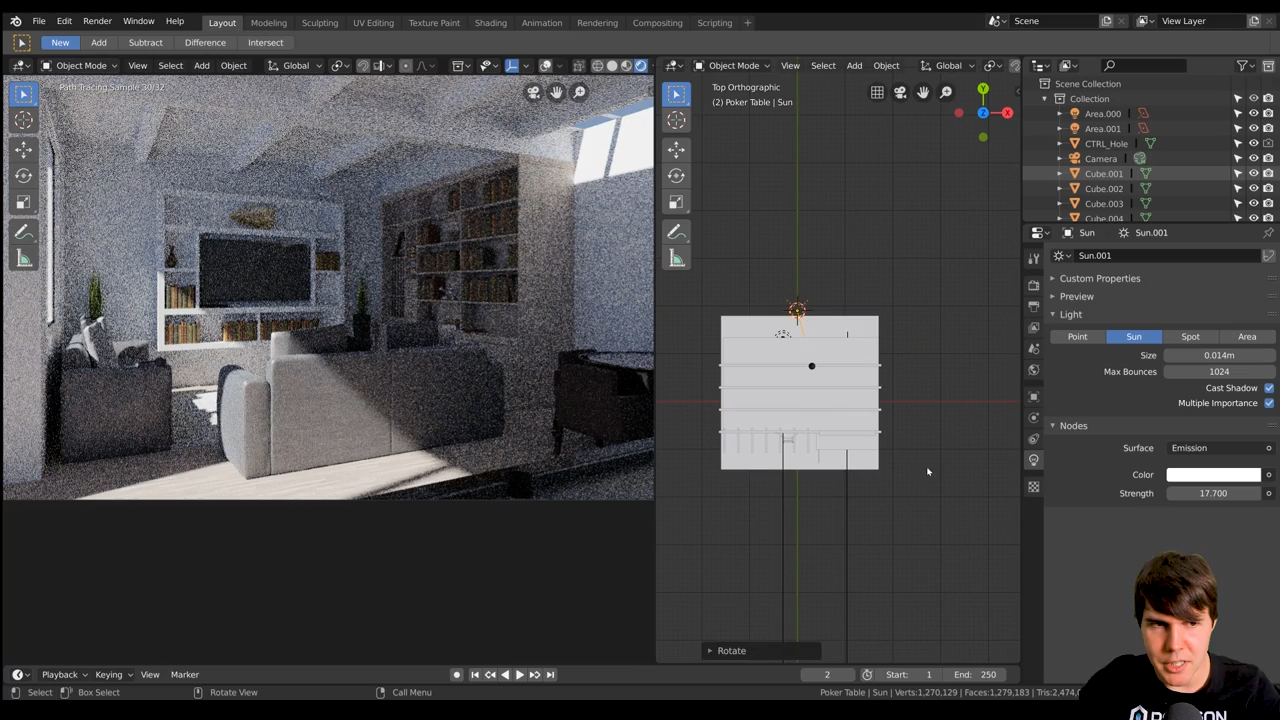 File Edit Render Window Help Layout Modeling Sculpting UV Editing Texture Paint Shading Animation Rendering Compositing Scripting + Scene View Layer
New Add Subtract Difference Intersect
Object Mode View Select Add Object Global
Object Mode View Select Add Object Global
Path Tracing Sample 30/32
Top Orthographic
(2) Poker Table | Sun
Y
Z
X
Scene Collection
Collection
Area.000
Area.001
CTRL_Hole
Camera
Cube.001
Cube.002
Cube.003
Cube.004
Sun Sun.001
Sun.001
Custom Properties
Preview
Light
Point Sun Spot Area
Size 0.014m
Max Bounces 1024
Cast Shadow
Multiple Importance
Nodes
Surface Emission
Color
Strength 17.700
Rotate
Playback Keying View Marker 2 Start: 1 End: 250
Select Box Select Rotate View Call Menu Poker Table | Sun | Verts:1,270,129 | Faces:1,279,183 | Tris:2,474,0